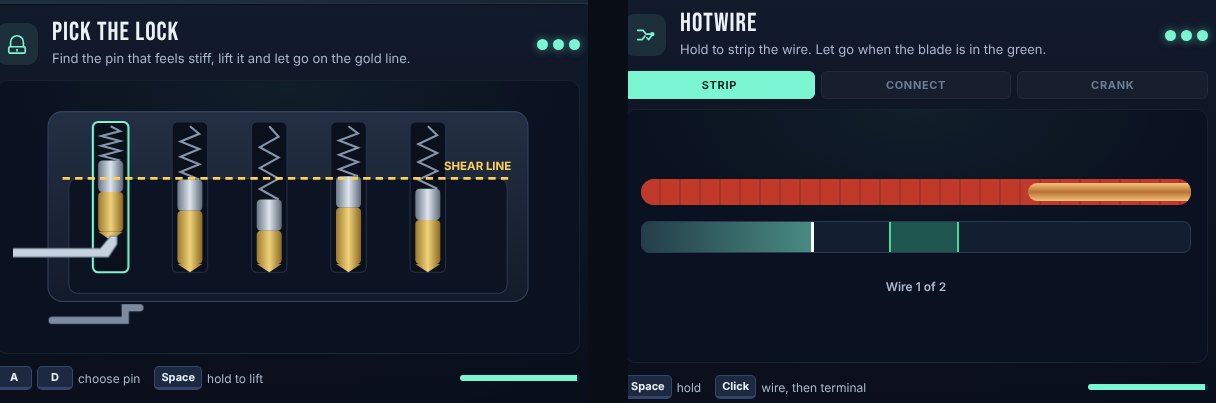 PICK THE LOCK
Find the pin that feels stiff, lift it and let go on the gold line.
SHEAR LINE
A D choose pin Space hold to lift
HOTWIRE
Hold to strip the wire. Let go when the blade is in the green.
STRIP CONNECT CRANK
Wire 1 of 2
Space hold Click wire, then terminal